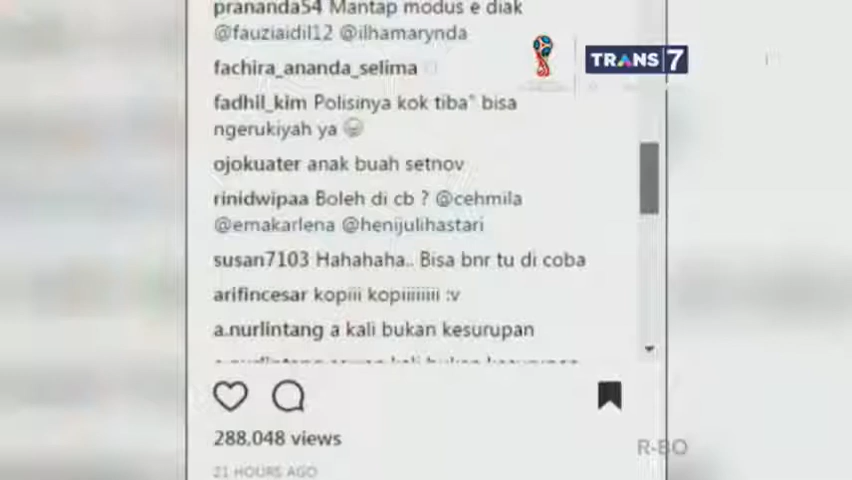 prananda54 Mantap modus e diak
@fauziaidil12 @ilhamarynda
TRANS 7
fachira_ananda_selima
fadhil_kim Polisinya kok tiba" bisa
ngerukiyah ya
ojokuater anak buah setnov
rinidwipaa Boleh di cb ? @cehmila
@emakarlena @henijulihastari
susan7103 Hahahaha.. Bisa bnr tu di coba
arifincesar kopiii kopiiiiiiiii :v
a.nurlintang a kali bukan kesurupan
288,048 views
R-BO
21 HOURS AGO